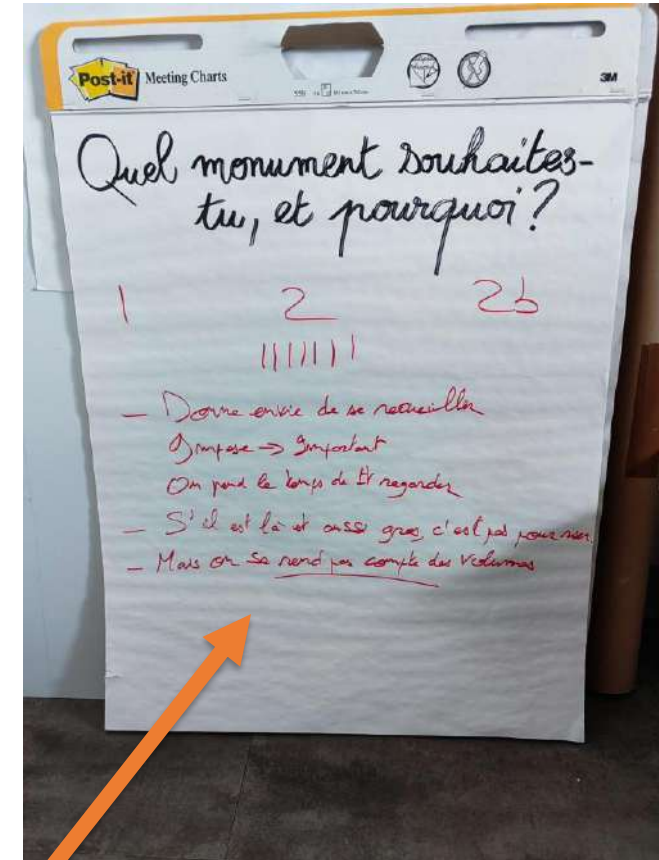 Post-it Meeting Charts
3M
Quel monument souhaites-
tu, et pourquoi ?
1 2 2b
|||||||
- Donne envie de se recueillir
Impose → Important
On prend le temps de regarder
- S'il est là et aussi gros, c'est pas pour rien
- Mais on se rend pas compte des volumes